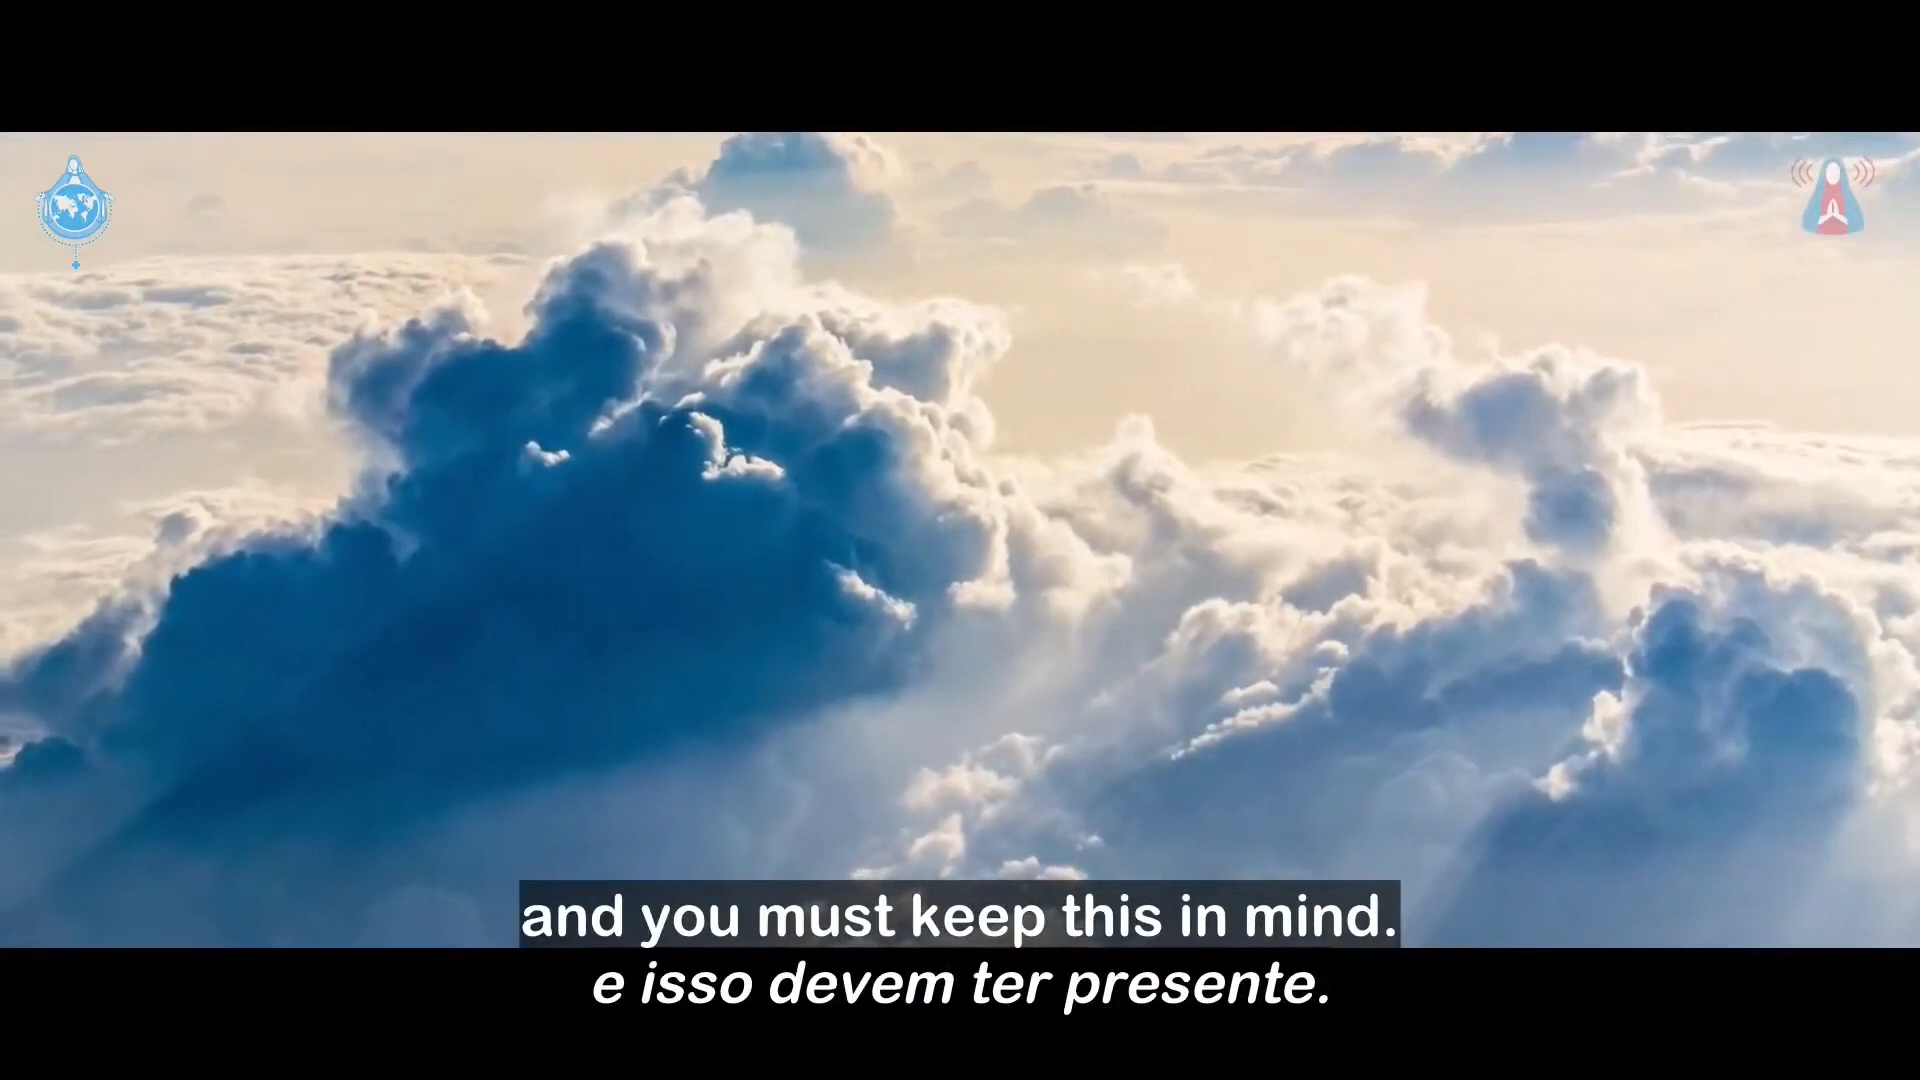 and you must keep this in mind.
e isso devem ter presente.